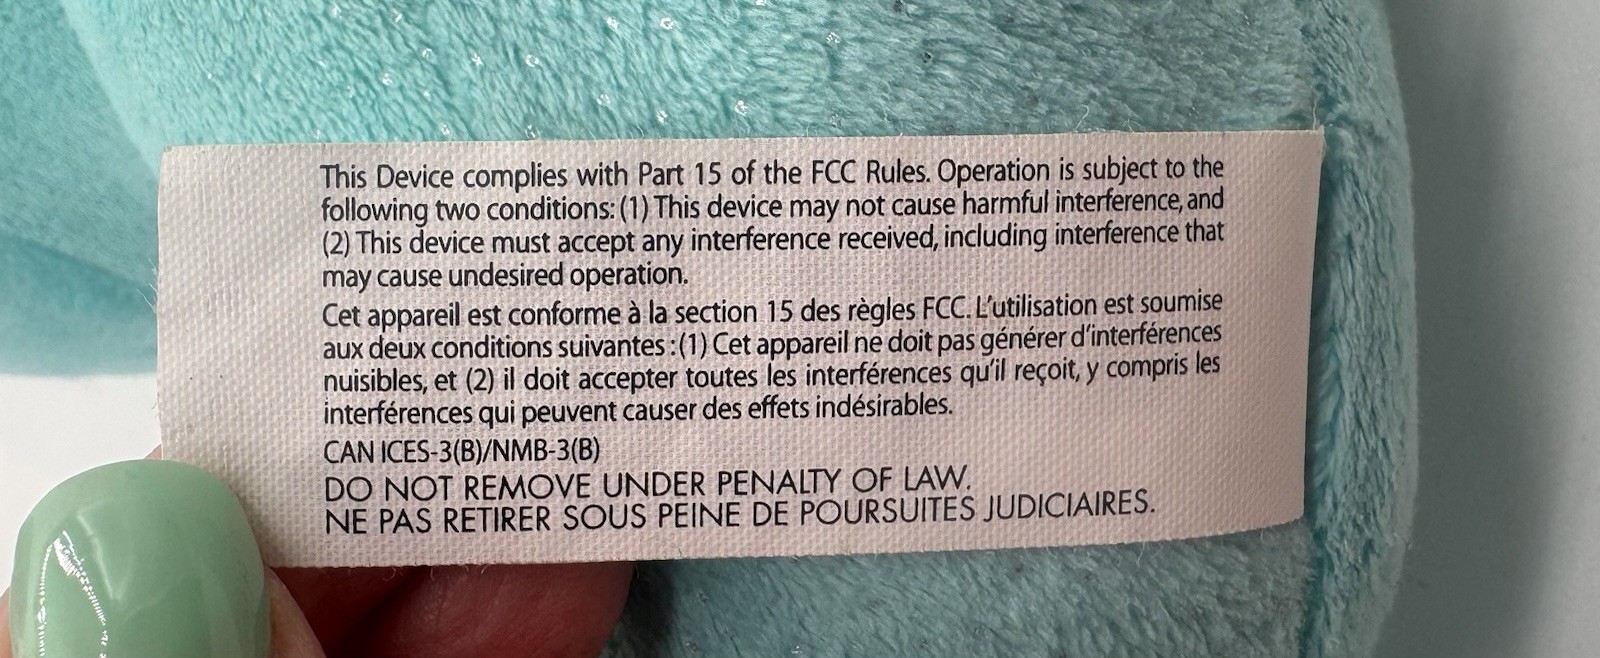 This Device complies with Part 15 of the FCC Rules. Operation is subject to the
following two conditions: (1) This device may not cause harmful interference, and
(2) This device must accept any interference received, including interference that
may cause undesired operation.
Cet appareil est conforme à la section 15 des règles FCC. L'utilisation est soumise
aux deux conditions suivantes : (1) Cet appareil ne doit pas générer d'interférences
nuisibles, et (2) il doit accepter toutes les interférences qu'il reçoit, y compris les
interférences qui peuvent causer des effets indésirables.
CAN ICES-3(B)/NMB-3(B)
DO NOT REMOVE UNDER PENALTY OF LAW.
NE PAS RETIRER SOUS PEINE DE POURSUITES JUDICIAIRES.